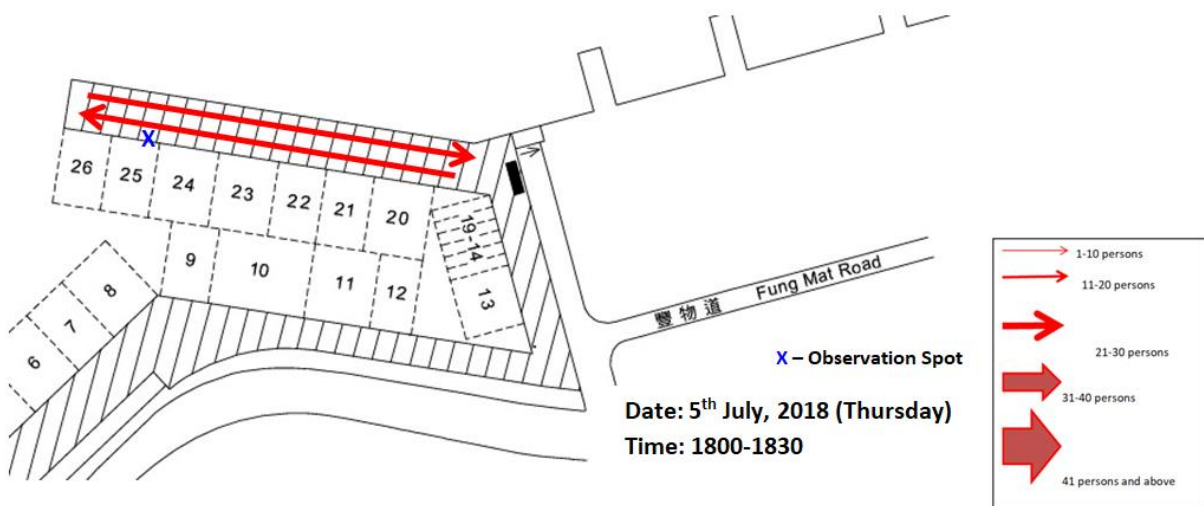 X
26
25
24
23
22
21
20
19-14
13
9
10
11
12
8
7
6
豐物道 Fung Mat Road
X – Observation Spot
Date: 5th July, 2018 (Thursday)
Time: 1800-1830
1-10 persons
11-20 persons
21-30 persons
31-40 persons
41 persons and above